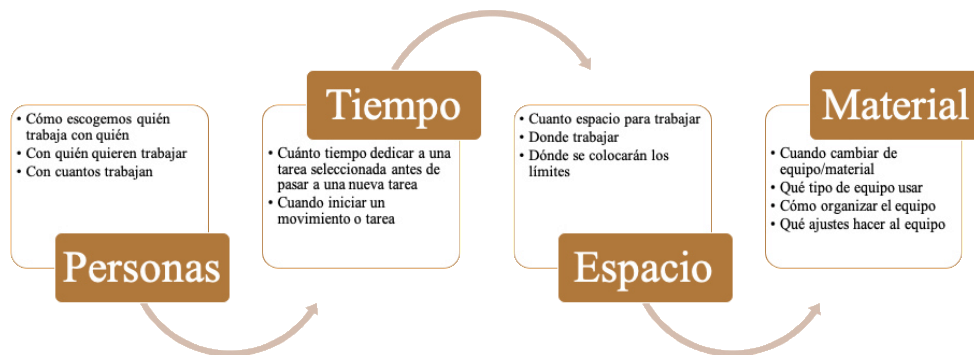 • Cómo escogemos quién
trabaja con quién
• Con quién quieren trabajar
• Con cuantos trabajan
Personas
Tiempo
• Cuánto tiempo dedicar a una
tarea seleccionada antes de
pasar a una nueva tarea
• Cuando iniciar un
movimiento o tarea
• Cuanto espacio para trabajar
• Donde trabajar
• Dónde se colocarán los
límites
Espacio
Material
• Cuando cambiar de
equipo/material
• Qué tipo de equipo usar
• Cómo organizar el equipo
• Qué ajustes hacer al equipo